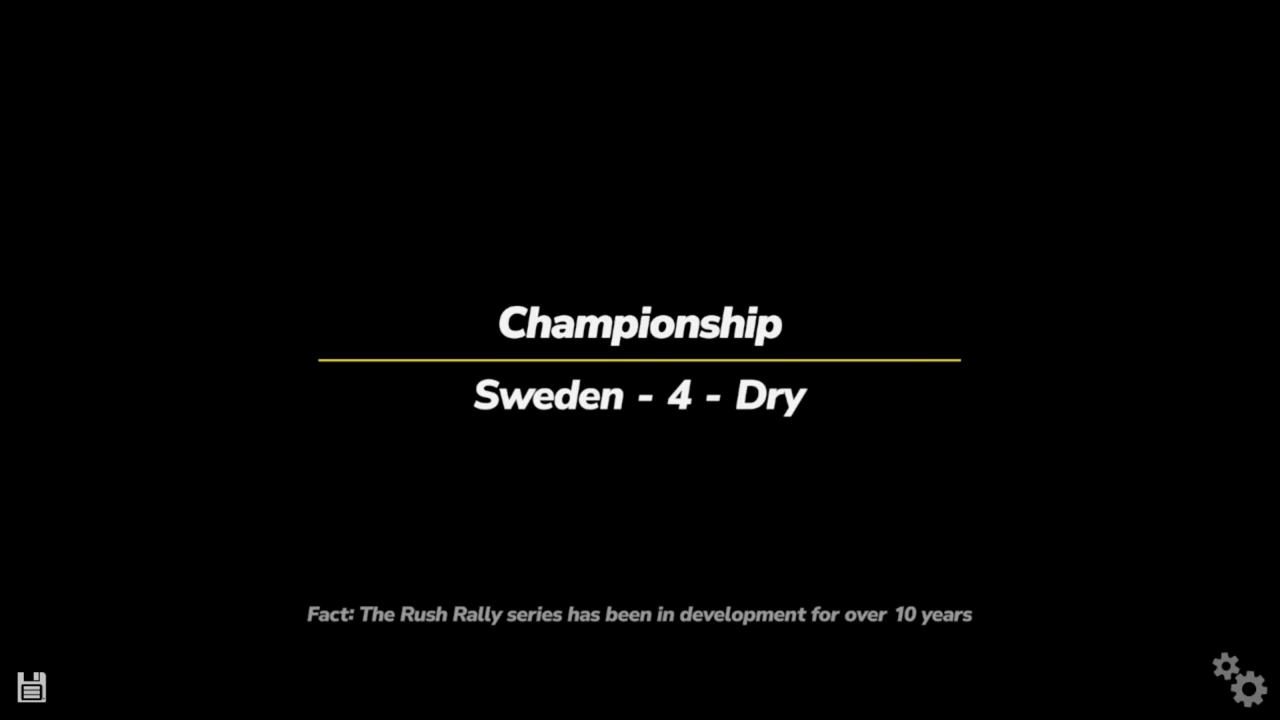 Championship
Sweden - 4 - Dry
Fact: The Rush Rally series has been in development for over 10 years